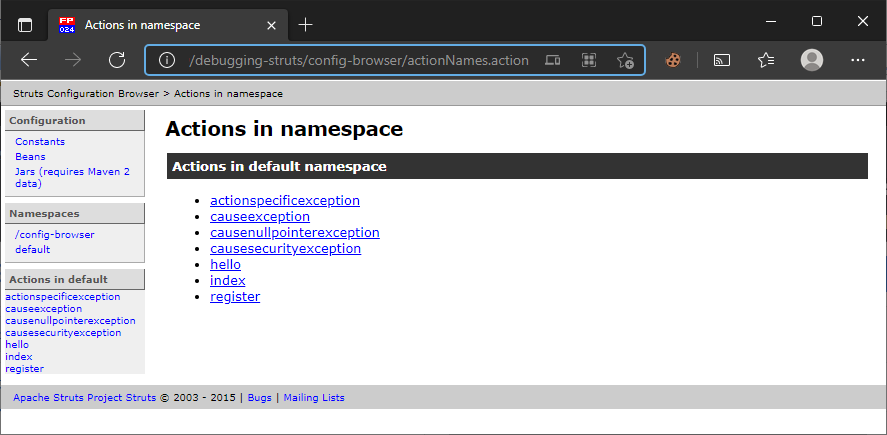 FP
024
Actions in namespace
/debugging-struts/config-browser/actionNames.action
Struts Configuration Browser > Actions in namespace
Configuration
Constants
Beans
Jars (requires Maven 2
data)
Namespaces
/config-browser
default
Actions in default
actionspecificexception
causeexception
causenullpointerexception
causesecurityexception
hello
index
register
Actions in namespace
Actions in default namespace
actionspecificexception
causeexception
causenullpointerexception
causesecurityexception
hello
index
register
Apache Struts Project Struts © 2003 - 2015 | Bugs | Mailing Lists